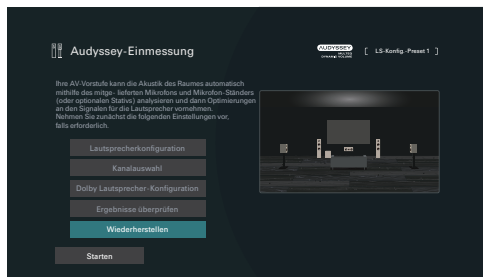 Audyssey-Einmessung
AUDYSSEY
MULTEQ
DYNAMIC VOLUME
[ LS-Konfig.-Preset 1 ]
Ihre AV-Vorstufe kann die Akustik des Raumes automatisch
mithilfe des mitge- lieferten Mikrofons und Mikrofon-Ständers
(oder optionalen Stativs) analysieren und dann Optimierungen
an den Signalen für die Lautsprecher vornehmen.
Nehmen Sie zunächst die folgenden Einstellungen vor,
falls erforderlich.
Lautsprecherkonfiguration
Kanalauswahl
Dolby Lautsprecher-Konfiguration
Ergebnisse überprüfen
Wiederherstellen
Starten